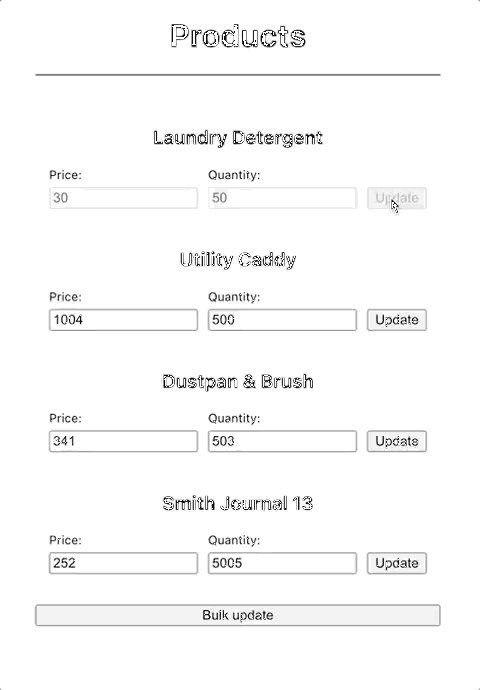 Products
Laundry Detergent
Price: Quantity:
30 50 Update
Utility Caddy
Price: Quantity:
1004 500 Update
Dustpan & Brush
Price: Quantity:
341 503 Update
Smith Journal 13
Price: Quantity:
252 5005 Update
Bulk update